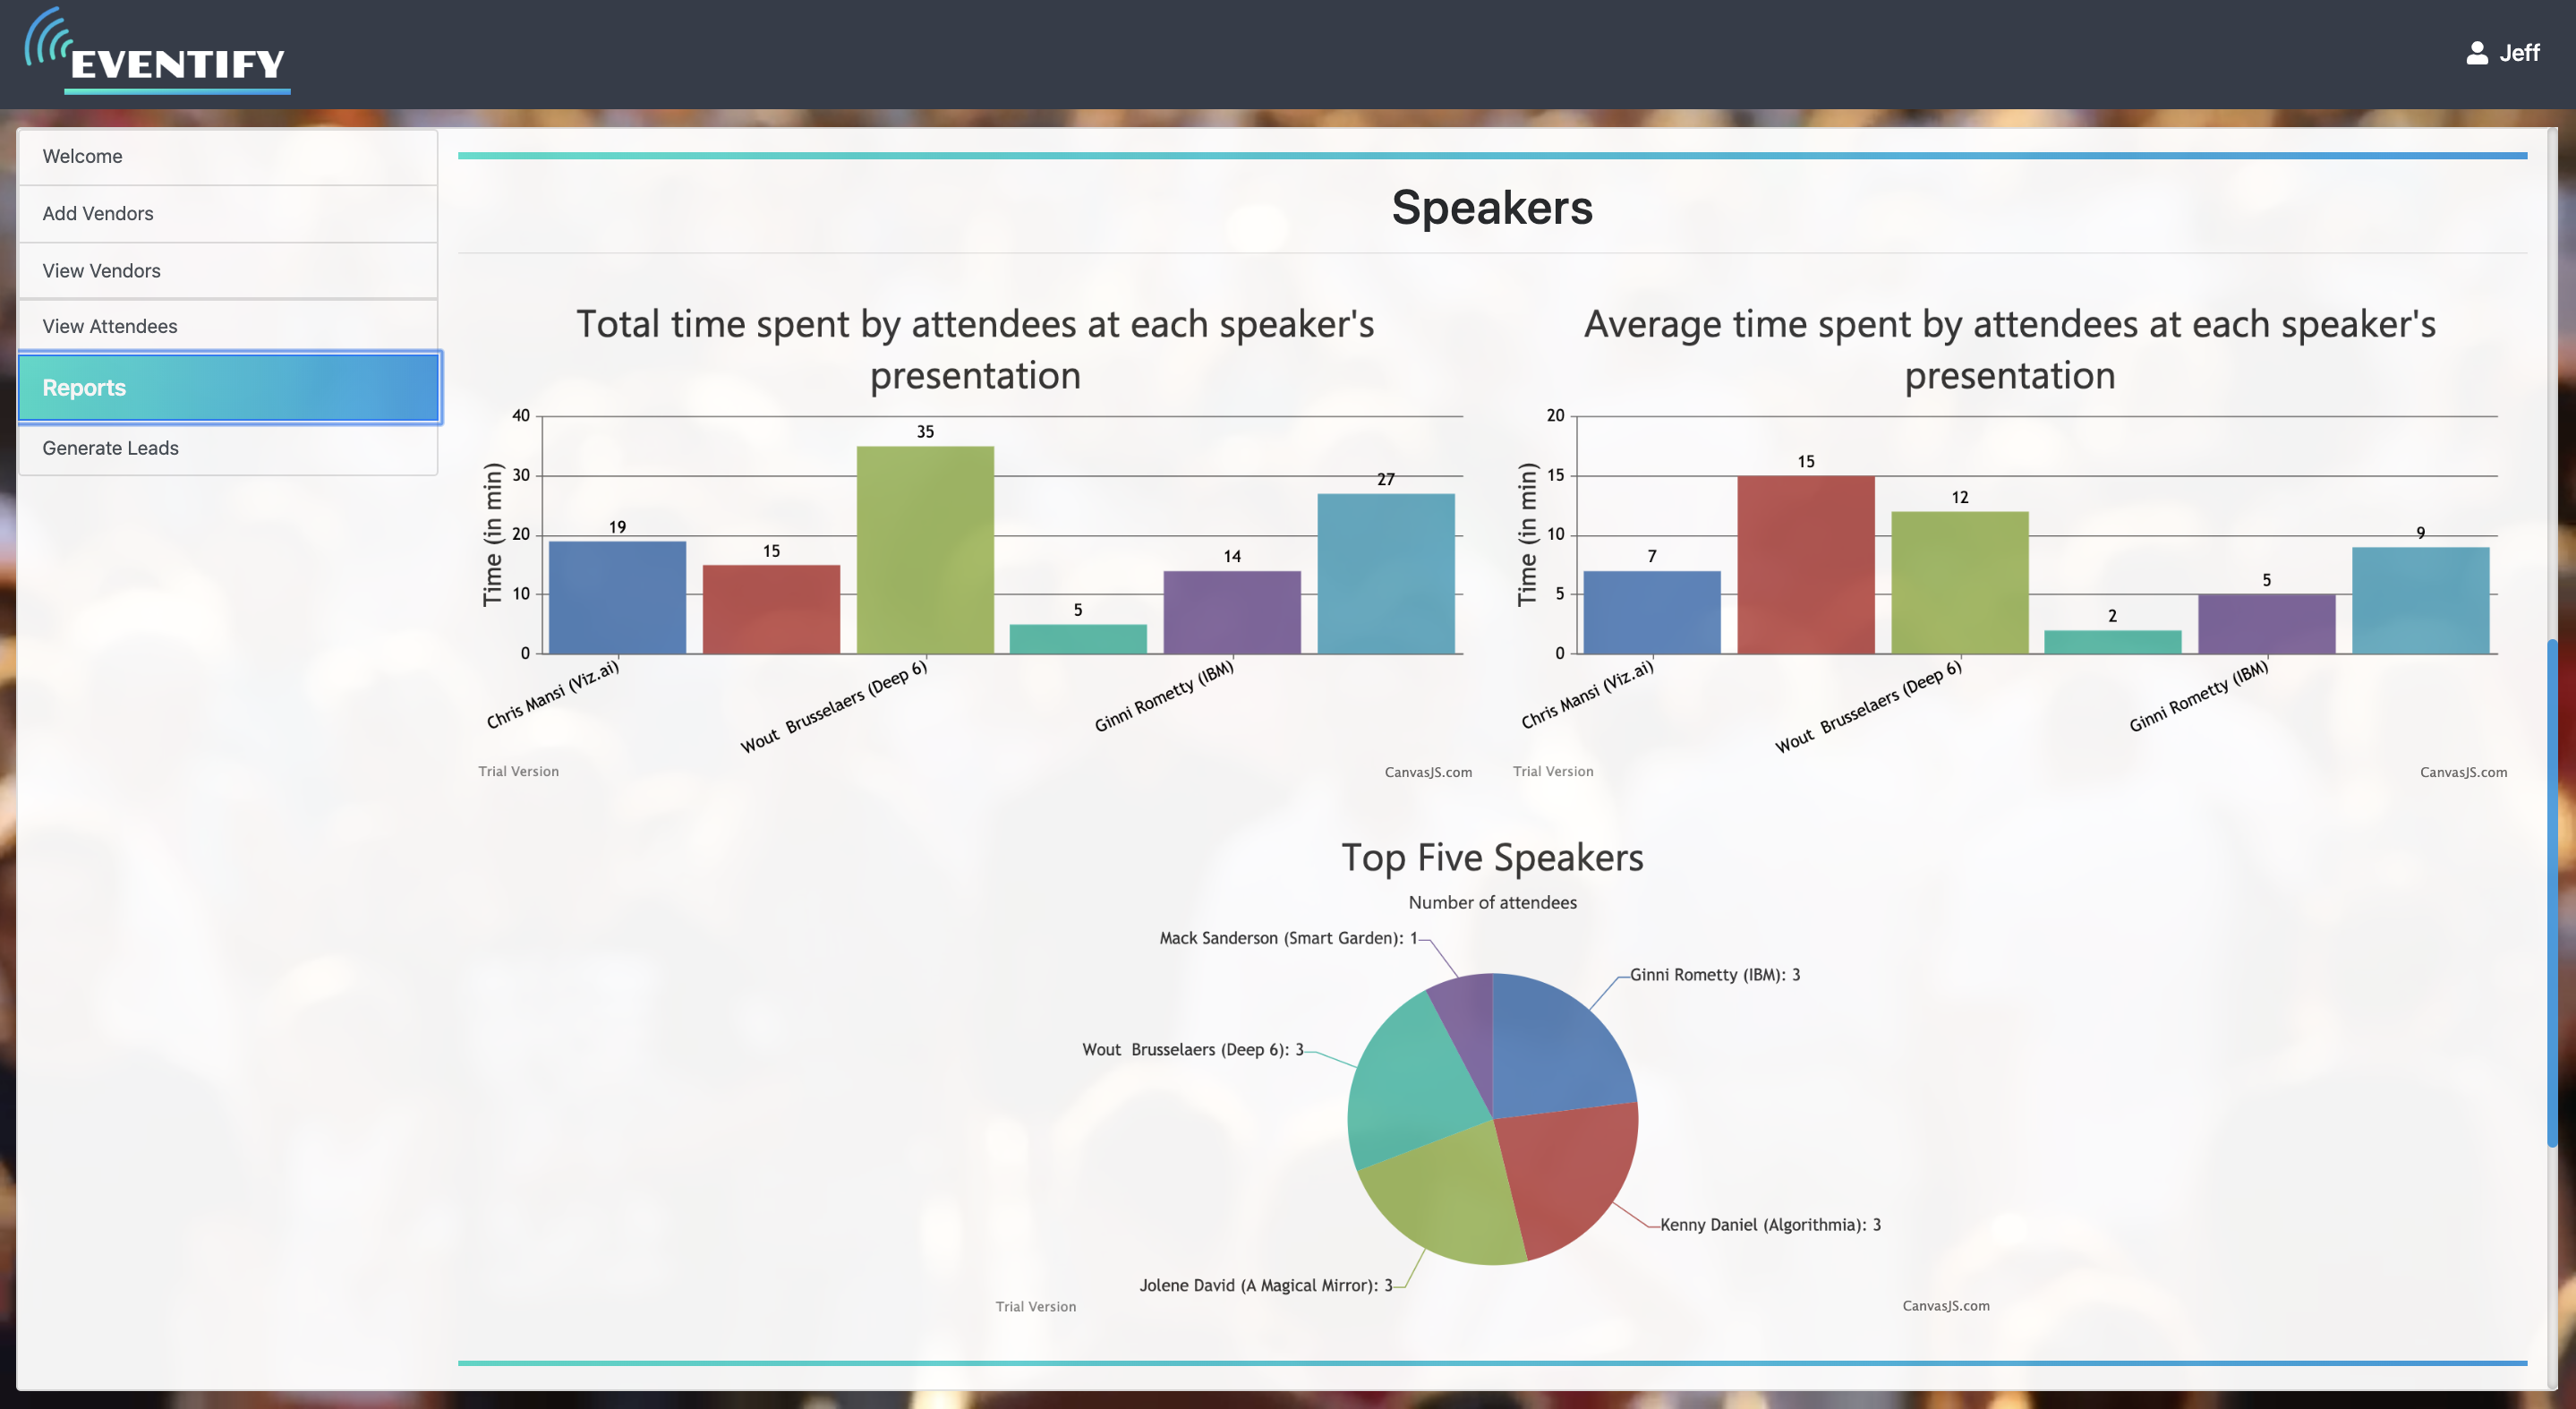 EVENTIFY
Jeff
Welcome
Add Vendors
View Vendors
View Attendees
Reports
Generate Leads
Speakers
Total time spent by attendees at each speaker's
presentation
Time (in min)
40
30
20
10
0
19
15
35
5
14
27
Chris Mansi (Viz.ai)
Wout  Brusselaers (Deep 6)
Ginni Rometty (IBM)
Trial Version
CanvasJS.com
Average time spent by attendees at each speaker's
presentation
Time (in min)
20
15
10
5
0
7
15
12
2
5
9
Chris Mansi (Viz.ai)
Wout  Brusselaers (Deep 6)
Ginni Rometty (IBM)
Trial Version
CanvasJS.com
Top Five Speakers
Number of attendees
Mack Sanderson (Smart Garden): 1
Ginni Rometty (IBM): 3
Wout  Brusselaers (Deep 6): 3
Kenny Daniel (Algorithmia): 3
Jolene David (A Magical Mirror): 3
Trial Version
CanvasJS.com